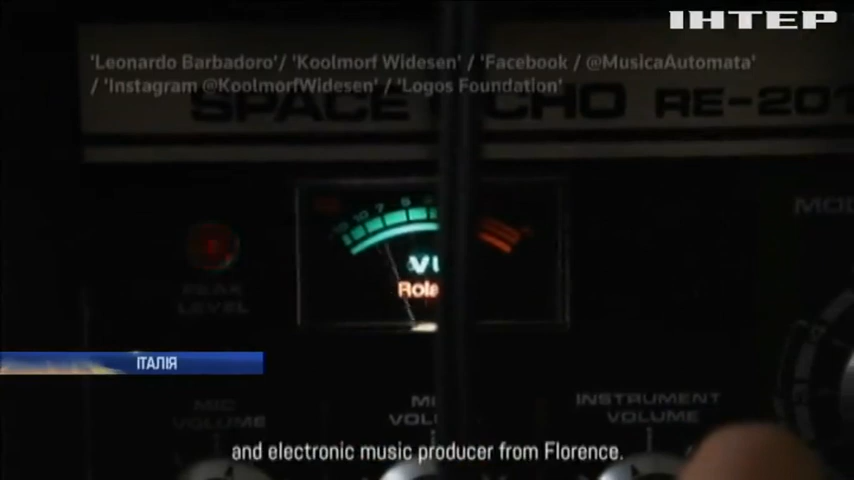 ІНТЕР
'Leonardo Barbadoro'/ 'Koolmorf Widesen' / 'Facebook / @MusicaAutomata'
/ 'Instagram @KoolmorfWidesen' / 'Logos Foundation'
SPACE ECHO RE-201
VU
PEAK
LEVEL
ІТАЛІЯ
MIC
VOLUME
INSTRUMENT
VOLUME
and electronic music producer from Florence.